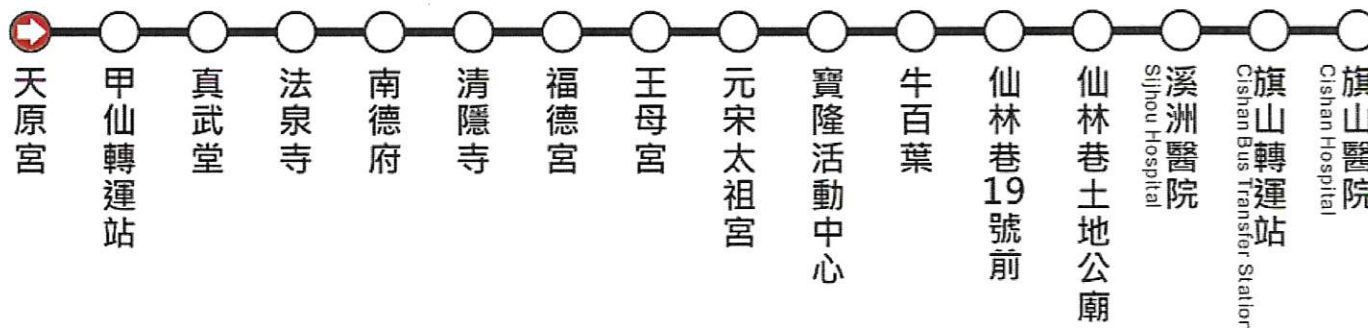 天原宮
甲仙轉運站
真武堂
法泉寺
南德府
清隱寺
福德宮
王母宮
元宋太祖宮
寶隆活動中心
牛百葉
仙林巷19號前
仙林巷土地公廟
溪洲醫院
Sijhou Hospital
旗山轉運站
Cishan Bus Transfer Station
旗山醫院
Cishan Hospital